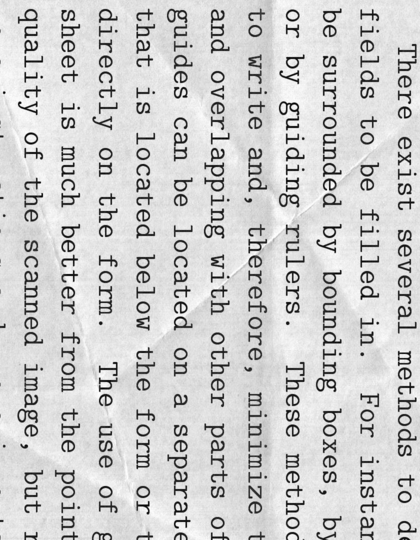 There exist several methods to de
fields to be filled in. For instan
be surrounded by bounding boxes, by
or by guiding rulers. These method
to write and, therefore, minimize t
and overlapping with other parts of
guides can be located on a separate
that is located below the form or t
directly on the form. The use of g
sheet is much better from the point
quality of the scanned image, but r